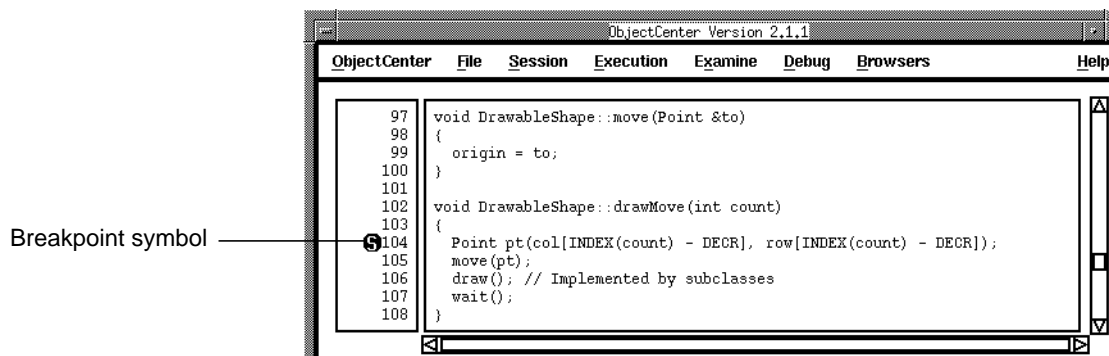 ObjectCenter Version 2.1.1
ObjectCenter File Session Execution Examine Debug Browsers Help
97 void DrawableShape::move(Point &to)
98 {
99 origin = to;
100 }
101
102 void DrawableShape::drawMove(int count)
103 {
Breakpoint symbol S 104 Point pt(col[INDEX(count) - DECR], row[INDEX(count) - DECR]);
105 move(pt);
106 draw(); // Implemented by subclasses
107 wait();
108 }